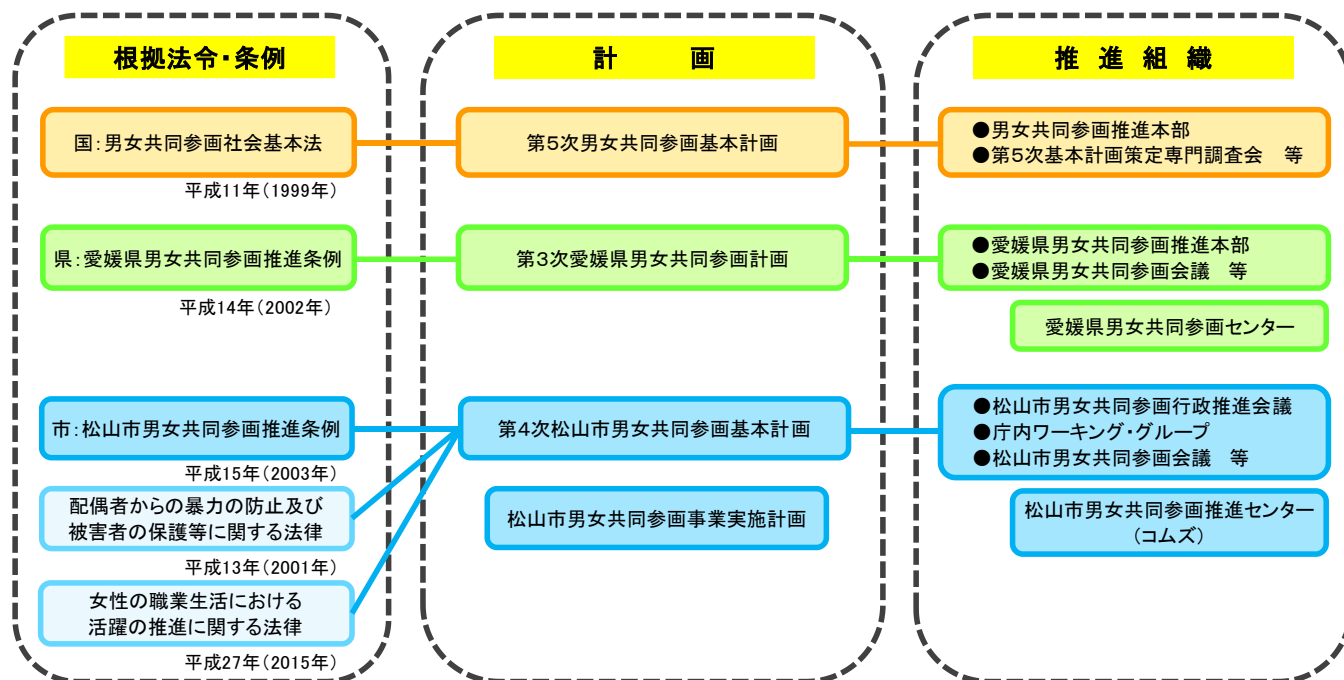 根拠法令・条例
計　画
推進組織
国：男女共同参画社会基本法
平成11年（1999年）
第5次男女共同参画基本計画
●男女共同参画推進本部
●第5次基本計画策定専門調査会　等
県：愛媛県男女共同参画推進条例
平成14年（2002年）
第3次愛媛県男女共同参画計画
●愛媛県男女共同参画推進本部
●愛媛県男女共同参画会議　等
愛媛県男女共同参画センター
市：松山市男女共同参画推進条例
平成15年（2003年）
配偶者からの暴力の防止及び
被害者の保護等に関する法律
平成13年（2001年）
女性の職業生活における
活躍の推進に関する法律
平成27年（2015年）
第4次松山市男女共同参画基本計画
松山市男女共同参画事業実施計画
●松山市男女共同参画行政推進会議
●庁内ワーキング・グループ
●松山市男女共同参画会議　等
松山市男女共同参画推進センター
（コムズ）